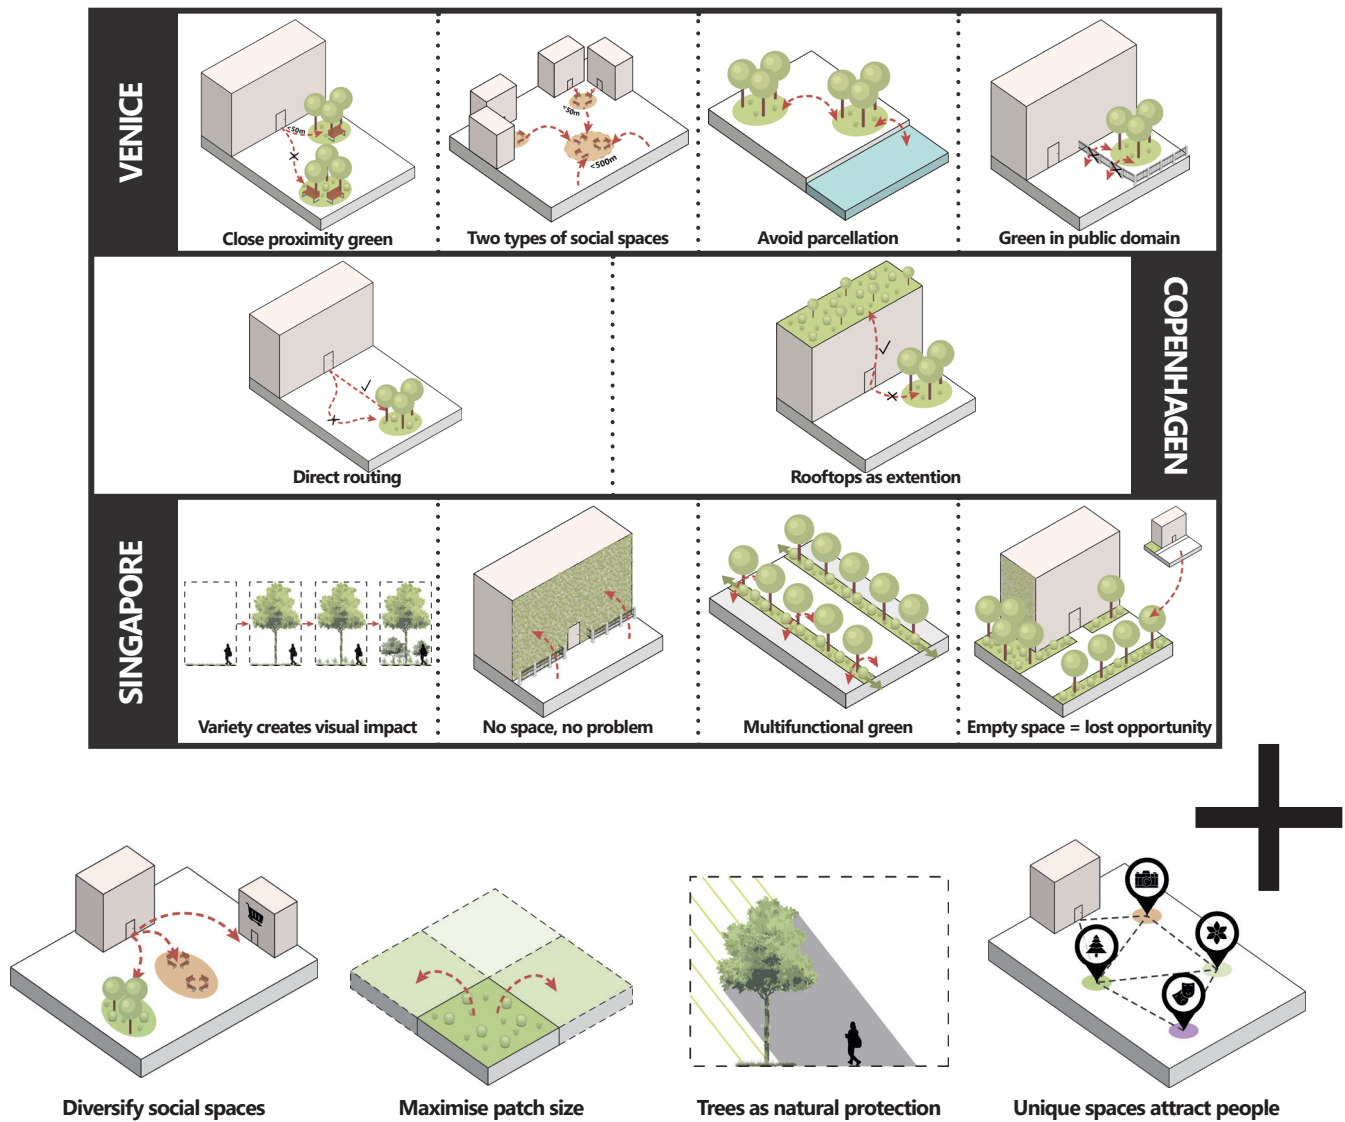 VENICE
<50m
Close proximity green
<50m
<500m
Two types of social spaces
Avoid parcellation
Green in public domain
Direct routing
Rooftops as extention
COPENHAGEN
SINGAPORE
Variety creates visual impact
No space, no problem
Multifunctional green
Empty space = lost opportunity
Diversify social spaces
Maximise patch size
Trees as natural protection
Unique spaces attract people